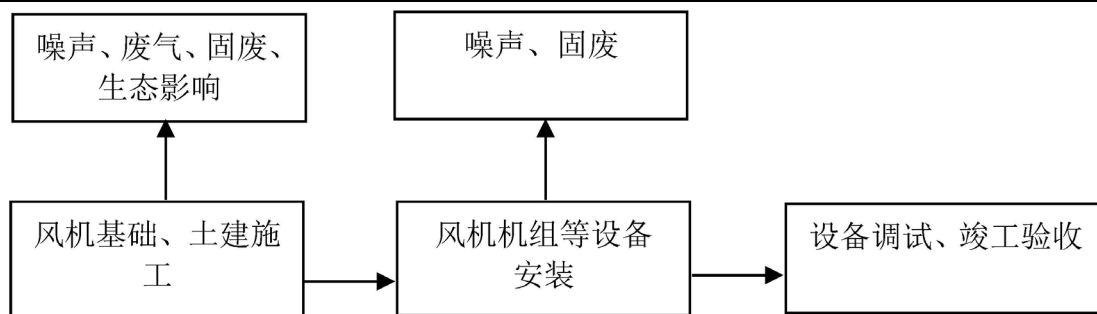 噪声、废气、固废、
生态影响
噪声、固废
风机基础、土建施
工
风机机组等设备
安装
设备调试、竣工验收